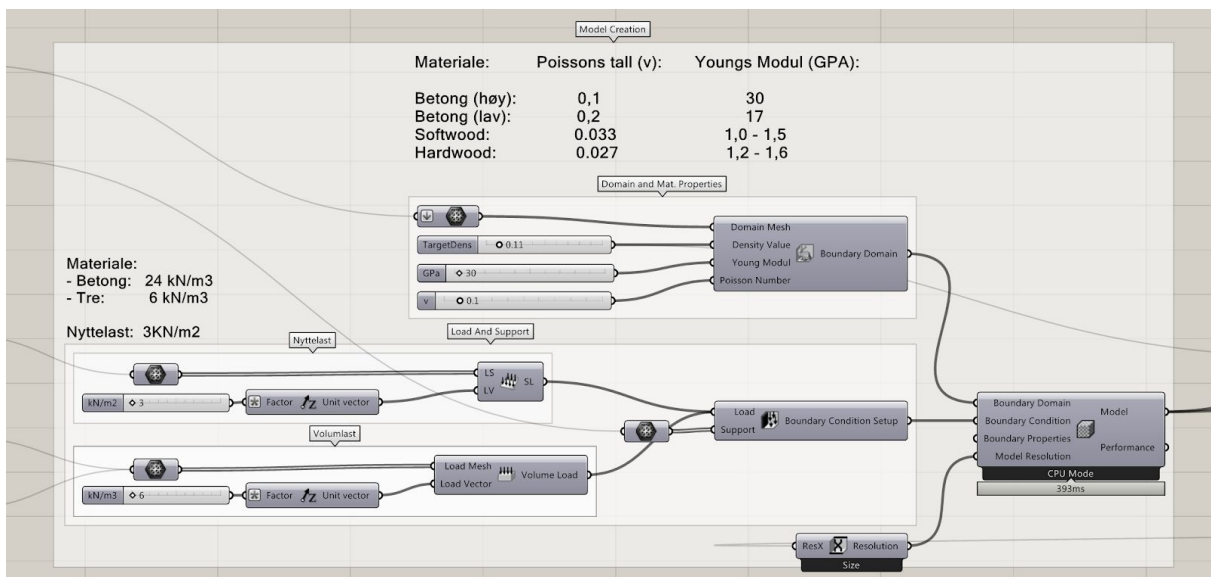 Model Creation
Materiale: Poissons tall (v): Youngs Modul (GPA):
Betong (høy): 0,1 30
Betong (lav): 0,2 17
Softwood: 0.033 1,0 - 1,5
Hardwood: 0.027 1,2 - 1,6
Domain and Mat. Properties
TargetDens 0.11
GPa 30
v 0.1
Domain Mesh
Density Value
Young Modul
Poisson Number
Boundary Domain
Materiale:
- Betong: 24 kN/m3
- Tre: 6 kN/m3
Nyttelast: 3KN/m2
Load And Support
Nyttelast
kN/m2 3
Factor Z Unit vector
LS
LV
SL
Volumlast
kN/m3 6
Factor Z Unit vector
Load Mesh
Load Vector
Volume Load
Load
Support
Boundary Condition Setup
Boundary Domain
Boundary Condition
Boundary Properties
Model Resolution
Model
Performance
CPU Mode
393ms
ResX Resolution
Size